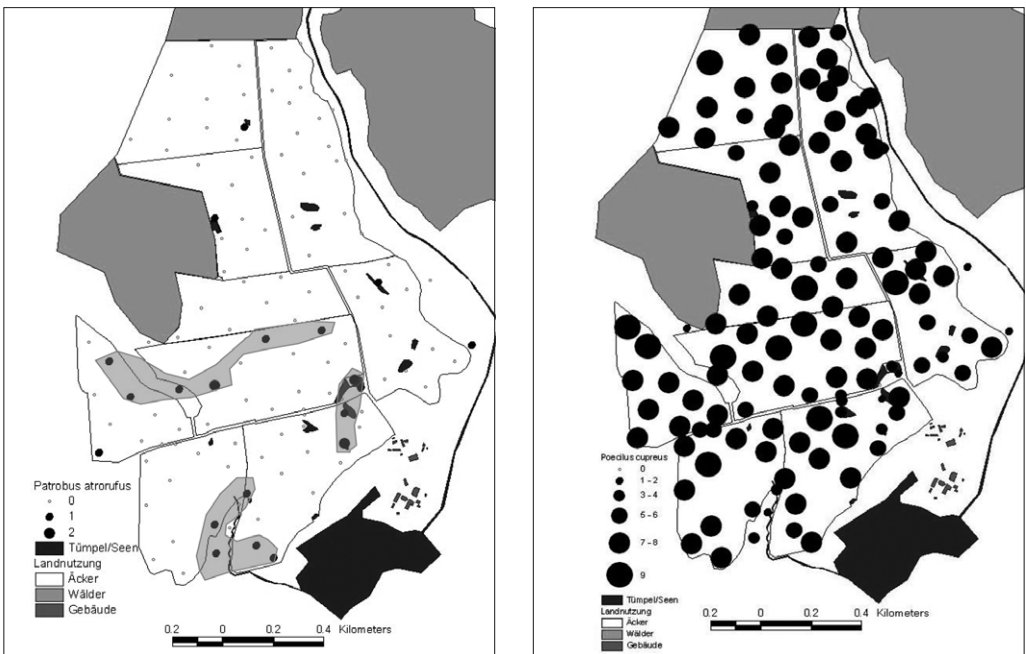 Patrobus atrorufus
0
1
2
Tümpel/Seen
Landnutzung
Äcker
Wälder
Gebäude
0.2 0 0.2 0.4 Kilometers
Poecilus cupreus
0
1 - 2
3 - 4
5 - 6
7 - 8
9
Tümpel/Seen
Landnutzung
Äcker
Wälder
Gebäude
0.2 0 0.2 0.4 Kilometers